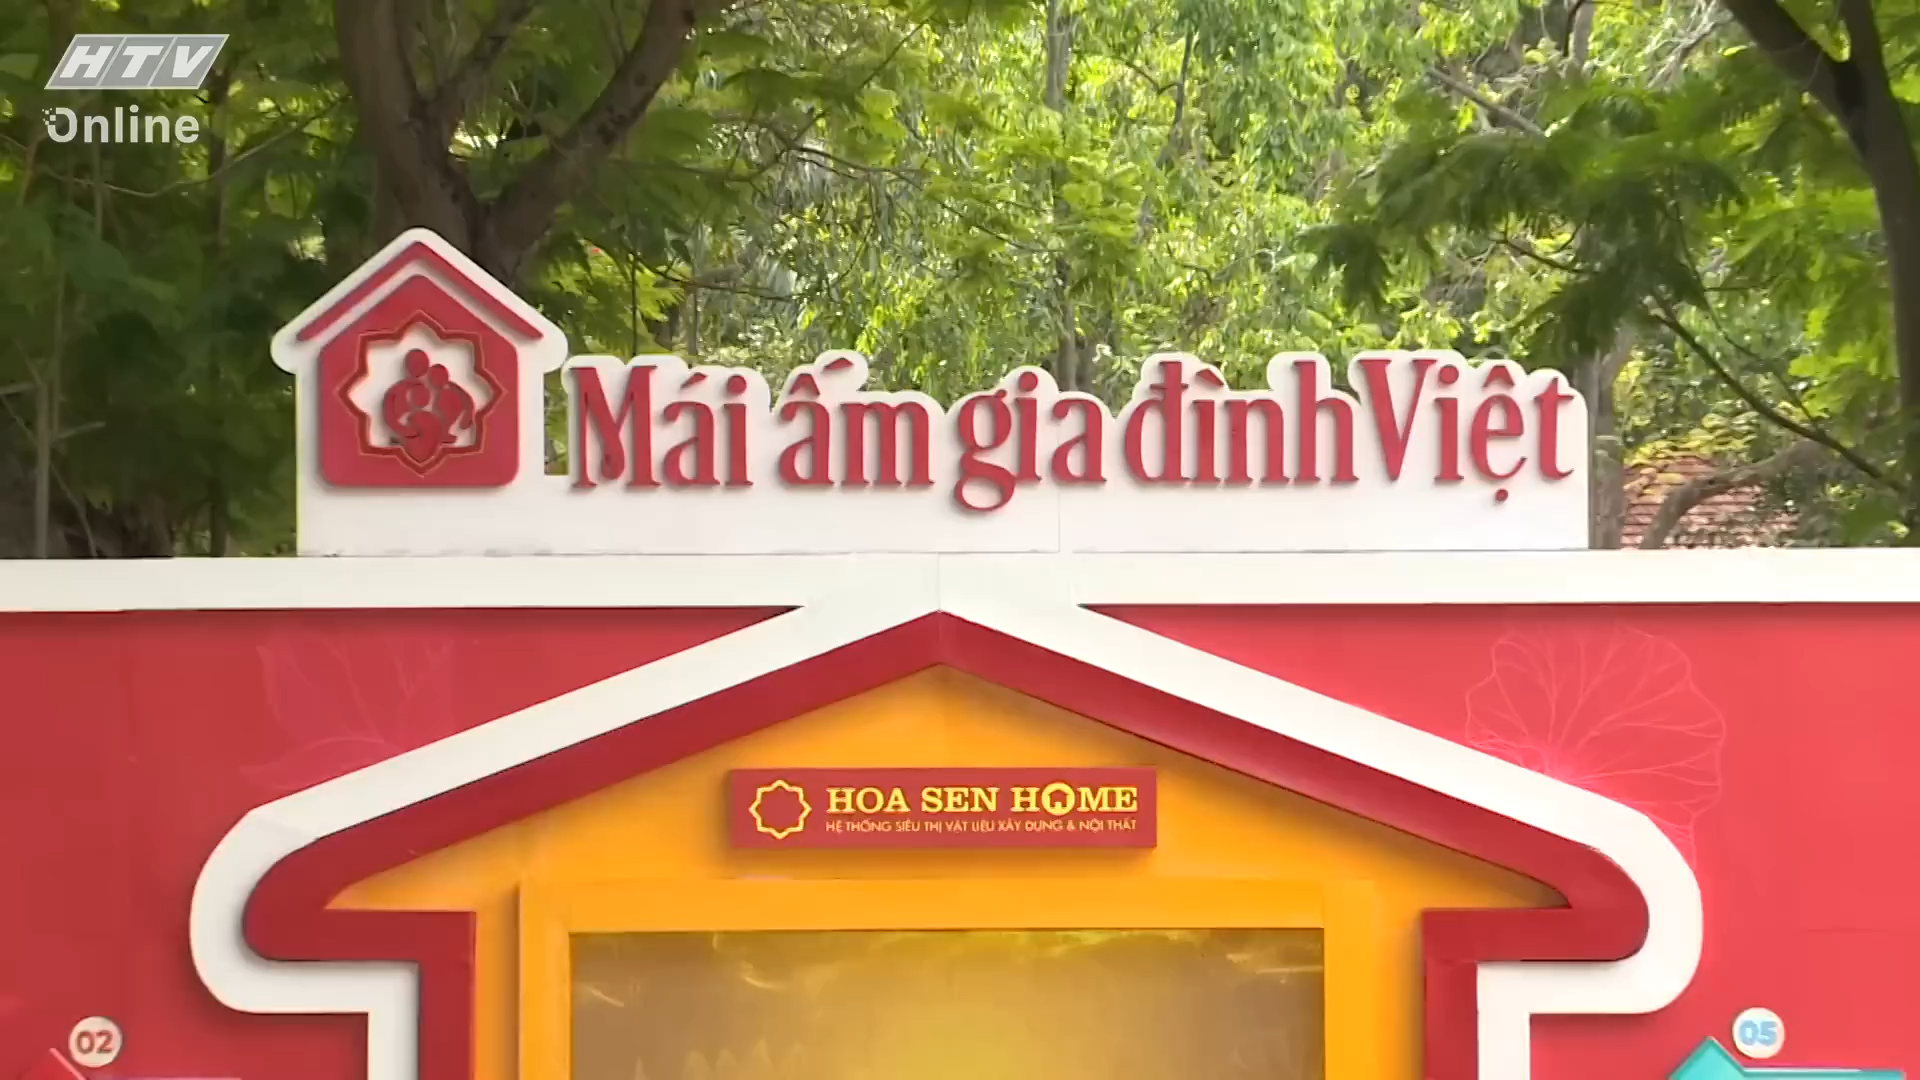 HTV
Online
Mái ấm gia đình Việt
HOA SEN HOME
HỆ THỐNG SIÊU THỊ VẬT LIỆU XÂY DỰNG & NỘI THẤT
02
05